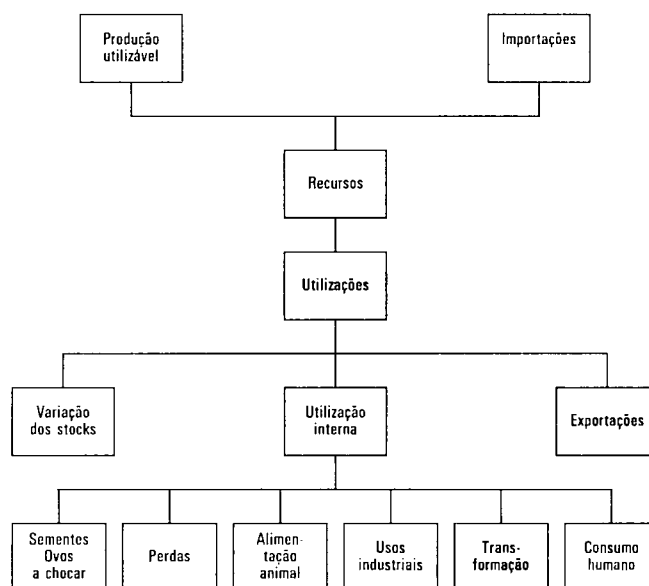 Produção
utilizável
Importações
Recursos
Utilizações
Variação
dos stocks
Utilização
interna
Exportações
Sementes
Ovos
a chocar
Perdas
Alimen-
tação
animal
Usos
industriais
Trans-
formação
Consumo
humano